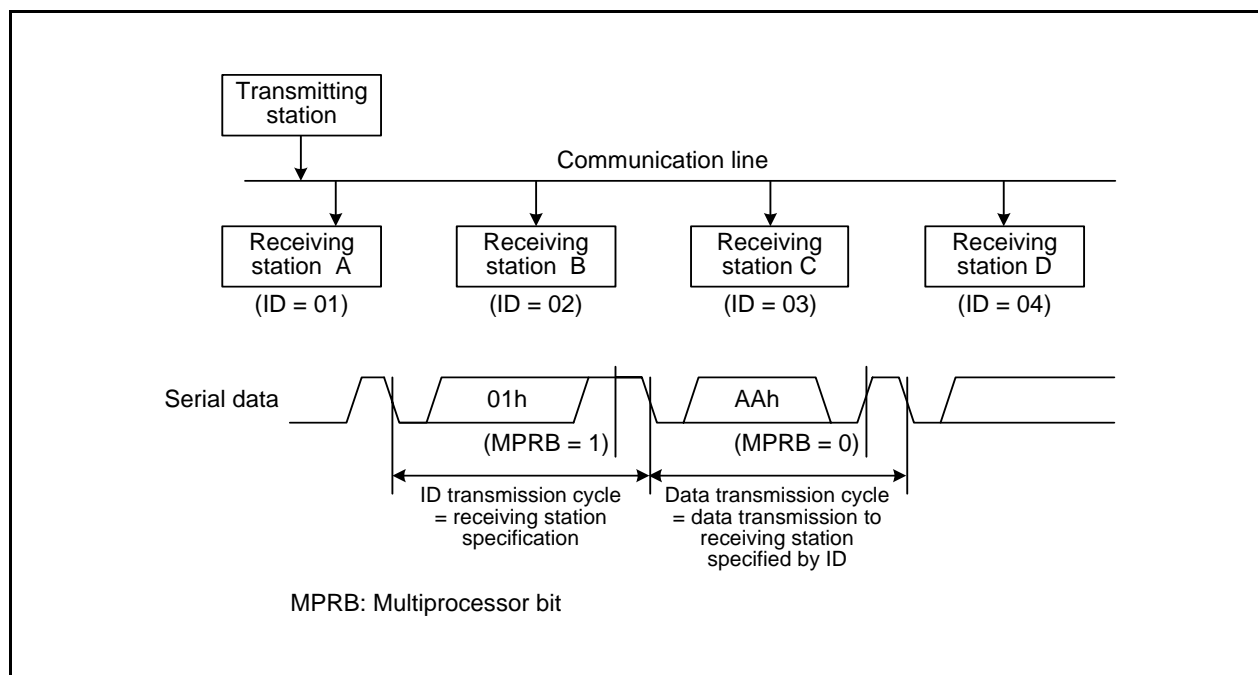 Transmitting
station
Communication line
Receiving
station A
(ID = 01)
Receiving
station B
(ID = 02)
Receiving
station C
(ID = 03)
Receiving
station D
(ID = 04)
Serial data
01h
(MPRB = 1)
AAh
(MPRB = 0)
ID transmission cycle
= receiving station
specification
Data transmission cycle
= data transmission to
receiving station
specified by ID
MPRB: Multiprocessor bit